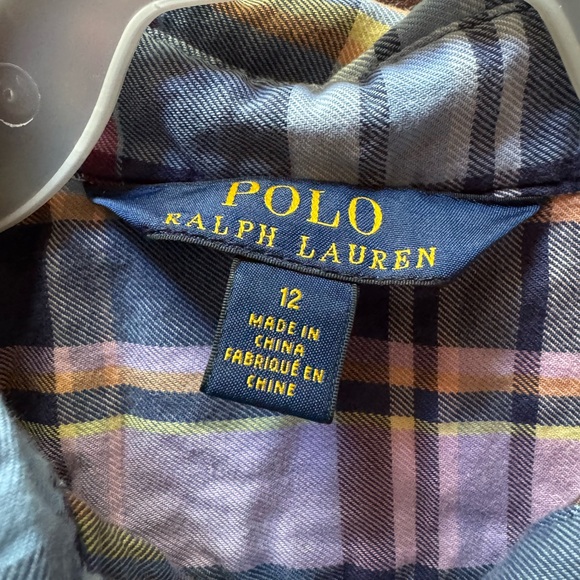 POLO
RALPH LAUREN
12
MADE IN
CHINA
FABRIQUÉ EN
CHINE